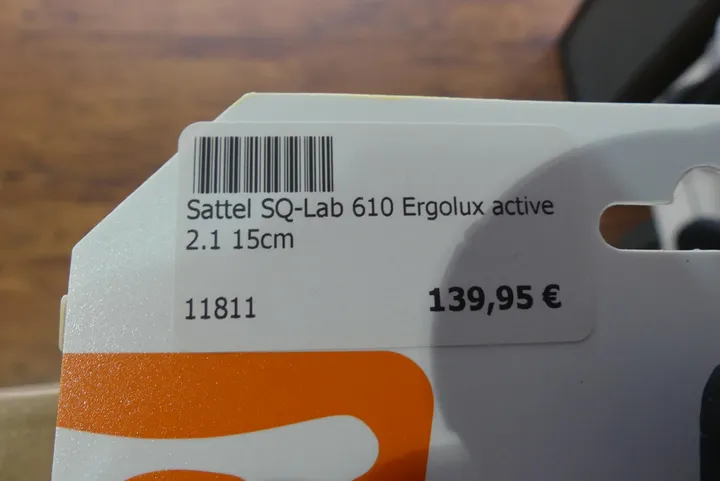 Sattel SQ-Lab 610 Ergolux active
2.1 15cm
11811 139,95 €